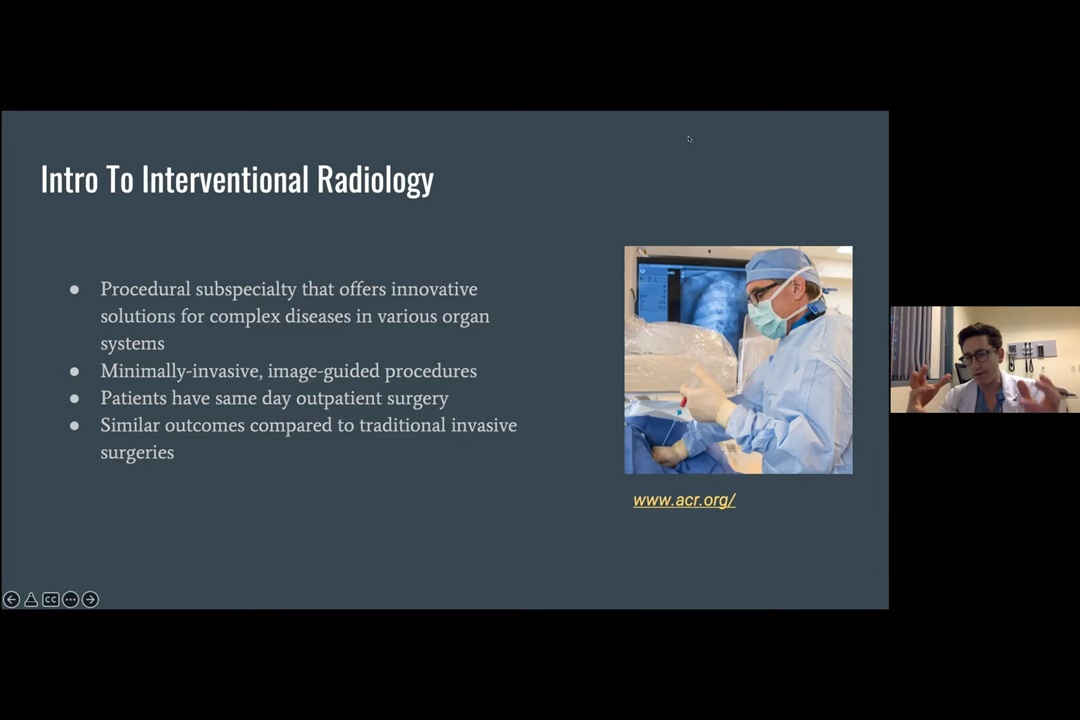 Intro To Interventional Radiology
● Procedural subspecialty that offers innovative
solutions for complex diseases in various organ
systems
● Minimally-invasive, image-guided procedures
● Patients have same day outpatient surgery
● Similar outcomes compared to traditional invasive
surgeries
www.acr.org/
CC